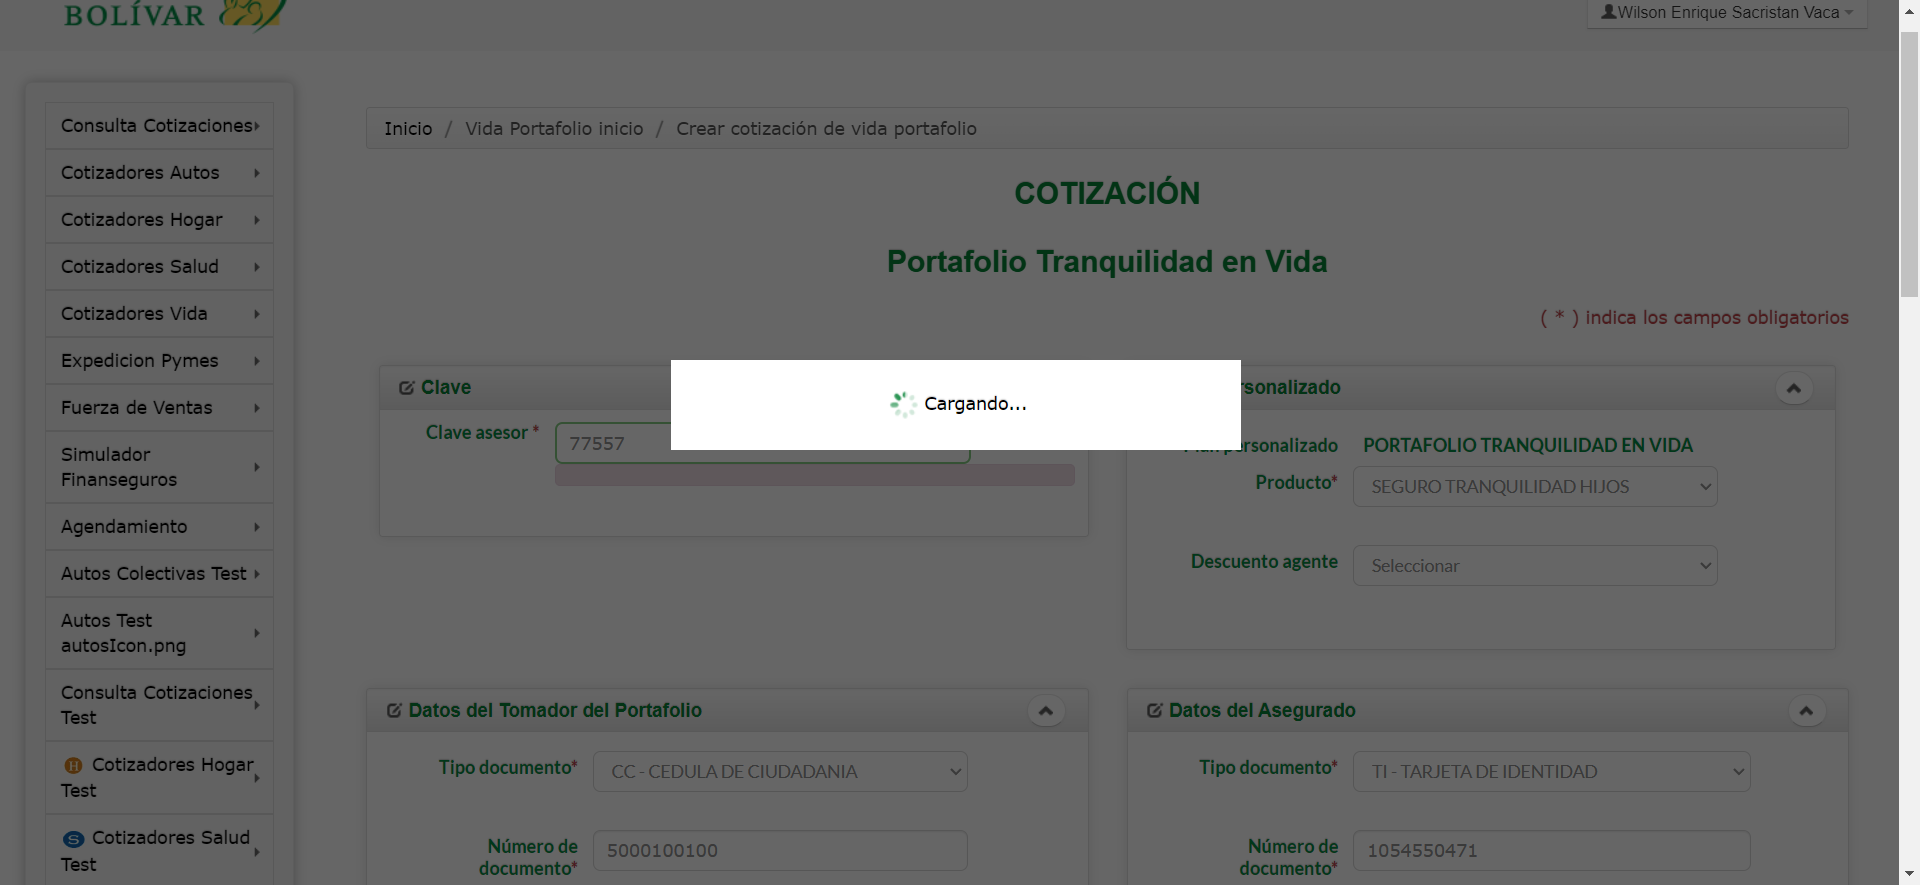 BOLÍVAR
Wilson Enrique Sacristan Vaca
Consulta Cotizaciones
Cotizadores Autos
Cotizadores Hogar
Cotizadores Salud
Cotizadores Vida
Expedicion Pymes
Fuerza de Ventas
Simulador
Finanseguros
Agendamiento
Autos Colectivas Test
Autos Test
autosIcon.png
Consulta Cotizaciones
Test
H Cotizadores Hogar
Test
S Cotizadores Salud
Test
Inicio / Vida Portafolio inicio / Crear cotización de vida portafolio
COTIZACIÓN
Portafolio Tranquilidad en Vida
( * ) indica los campos obligatorios
Clave
Clave asesor *
77557
Cargando...
sonalizado
personalizado PORTAFOLIO TRANQUILIDAD EN VIDA
Producto* SEGURO TRANQUILIDAD HIJOS
Descuento agente Seleccionar
Datos del Tomador del Portafolio
Tipo documento* CC - CEDULA DE CIUDADANIA
Número de
documento*
5000100100
Datos del Asegurado
Tipo documento* TI - TARJETA DE IDENTIDAD
Número de
documento*
1054550471